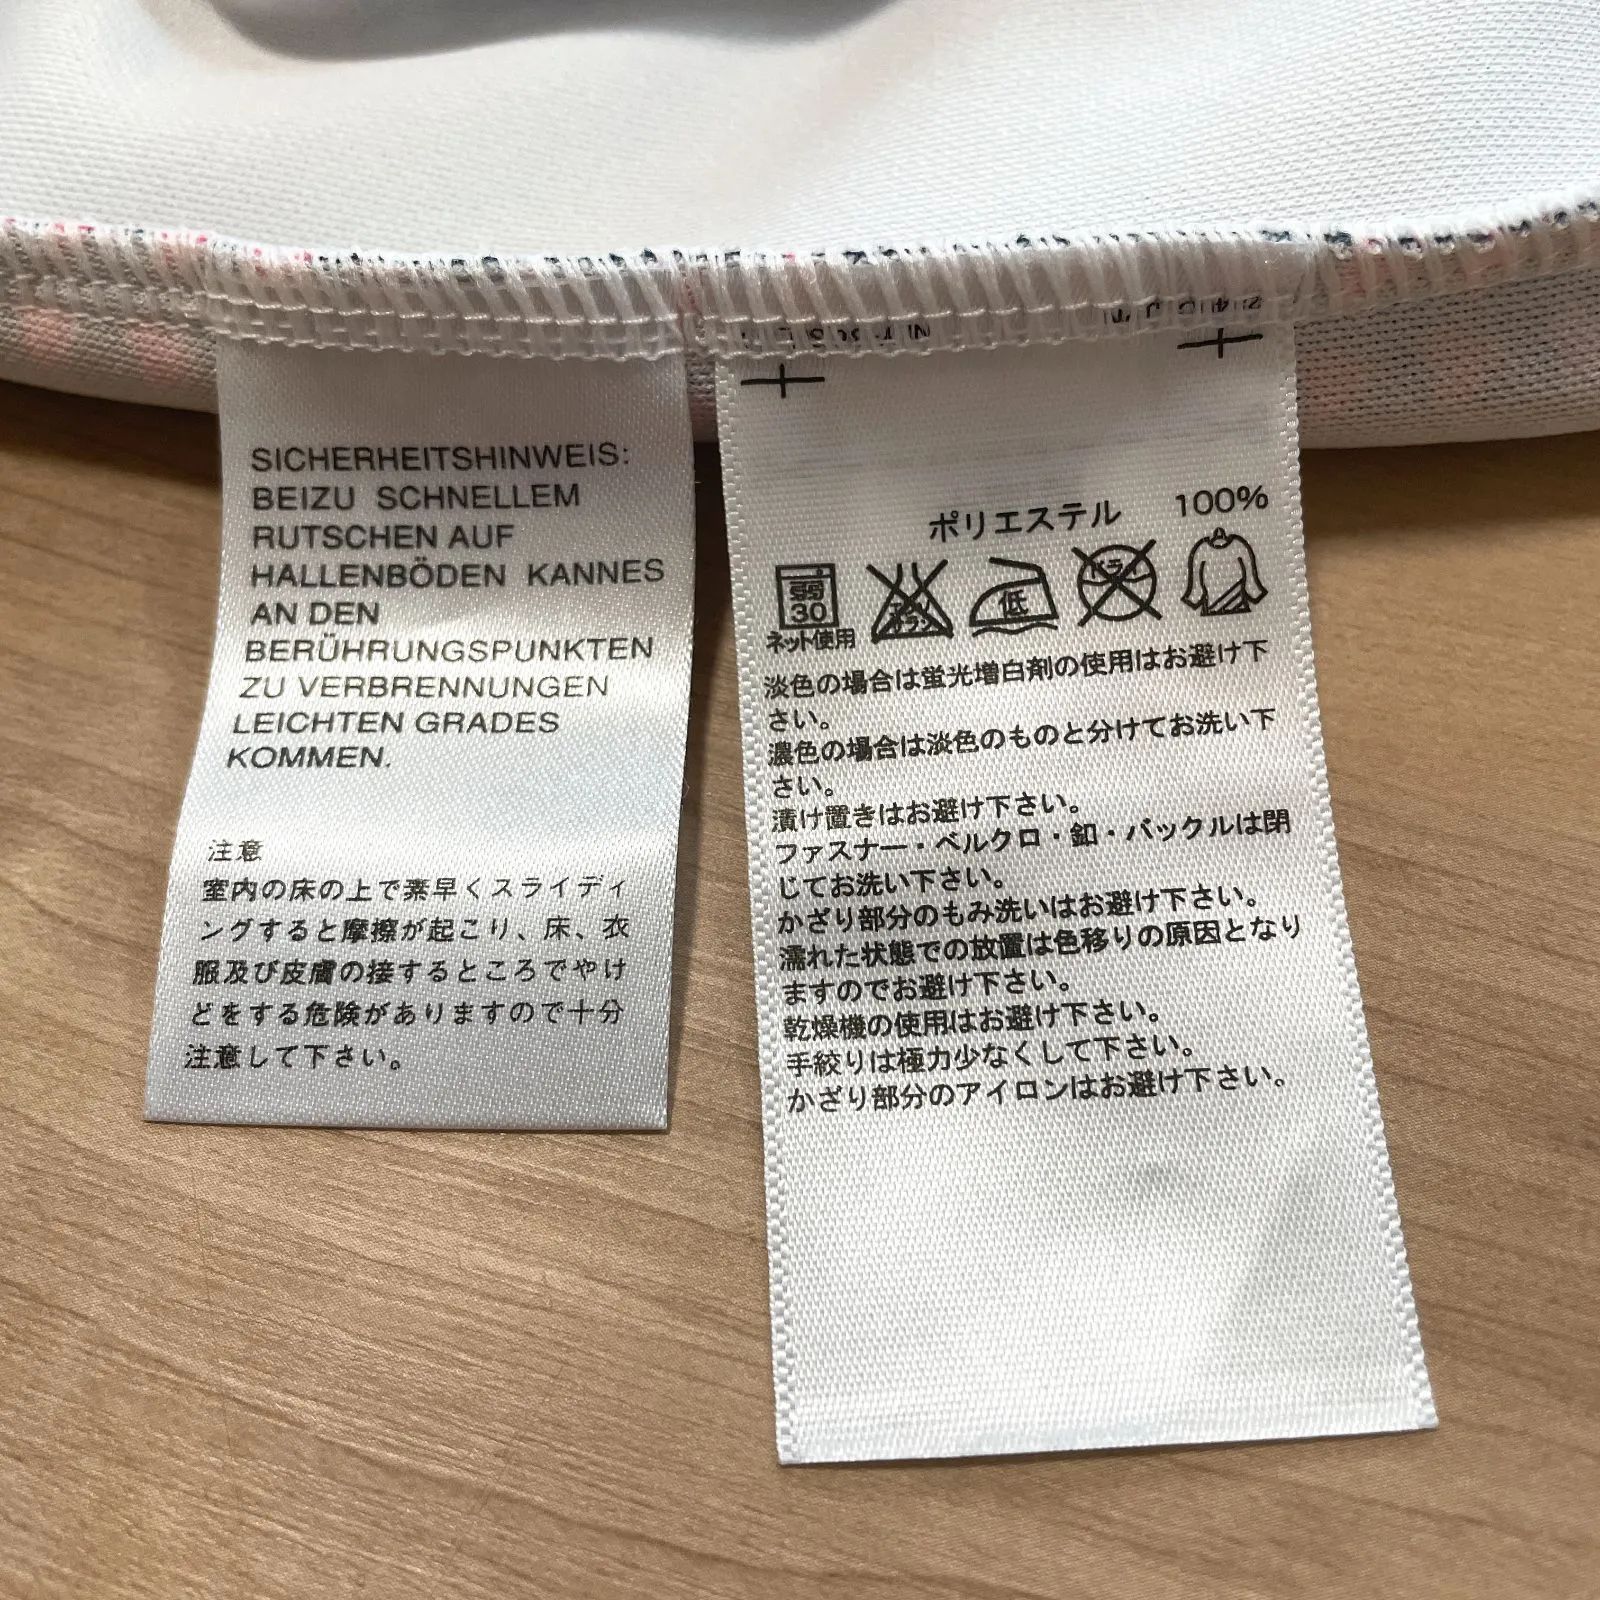 SICHERHEITSHINWEIS:
BEIZU SCHNELLEM
RUTSCHEN AUF
HALLENBÖDEN KANNES
AN DEN
BERÜHRUNGSPUNKTEN
ZU VERBRENNUNGEN
LEICHTEN GRADES
KOMMEN.
注意
室内の床の上で素早くスライディ
ングすると摩擦が起こり、床、衣
服及び皮膚の接するところでやけ
どをする危険がありますので十分
注意して下さい。
ポリエステル 100%
弱
30
ネット使用
エンソ
サラシ
低
ドライ
淡色の場合は蛍光増白剤の使用はお避け下
さい。
濃色の場合は淡色のものと分けてお洗い下
さい。
漬け置きはお避け下さい。
ファスナー・ベルクロ・釦・バックルは閉
じてお洗い下さい。
かざり部分のもみ洗いはお避け下さい。
濡れた状態での放置は色移りの原因となり
ますのでお避け下さい。
乾燥機の使用はお避け下さい。
手絞りは極力少なくして下さい。
かざり部分のアイロンはお避け下さい。